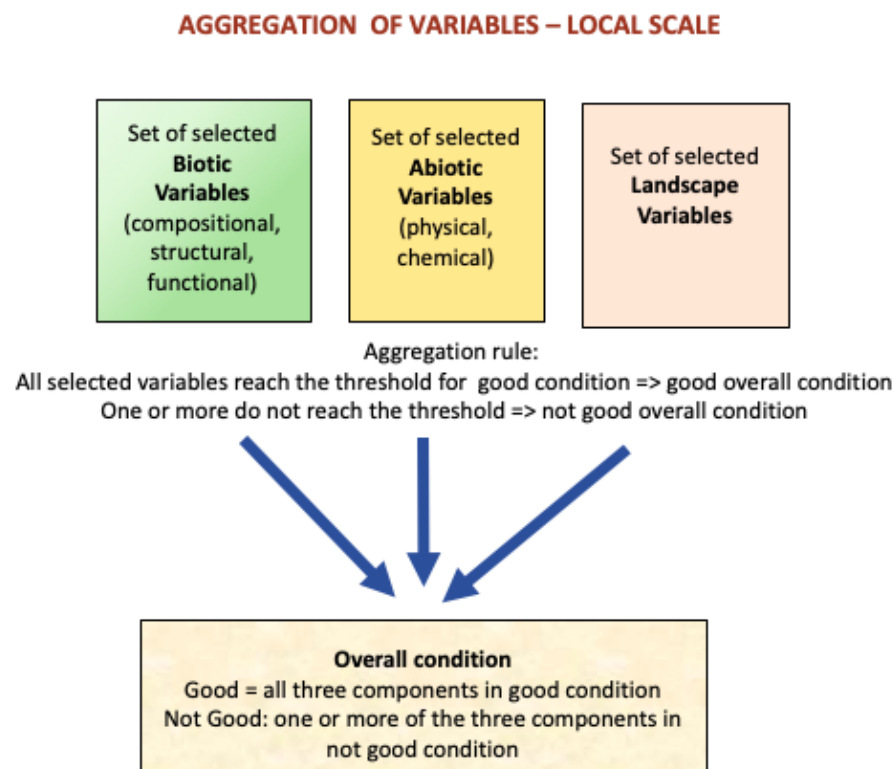 AGGREGATION OF VARIABLES – LOCAL SCALE
Set of selected
Biotic
Variables
(compositional,
structural,
functional)
Set of selected
Abiotic
Variables
(physical,
chemical)
Set of selected
Landscape
Variables
Aggregation rule:
All selected variables reach the threshold for good condition => good overall condition
One or more do not reach the threshold => not good overall condition
Overall condition
Good = all three components in good condition
Not Good: one or more of the three components in
not good condition